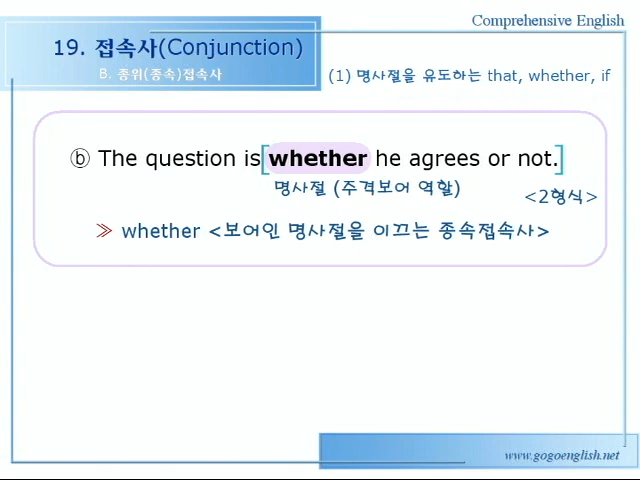 Comprehensive English
19. 접속사(Conjunction)
B. 종위(종속)접속사
(1) 명사절을 유도하는 that, whether, if
ⓑ The question is [whether he agrees or not.]
명사절 (주격보어 역할)
<2형식>
≫ whether <보어인 명사절을 이끄는 종속접속사>
www.gogoenglish.net